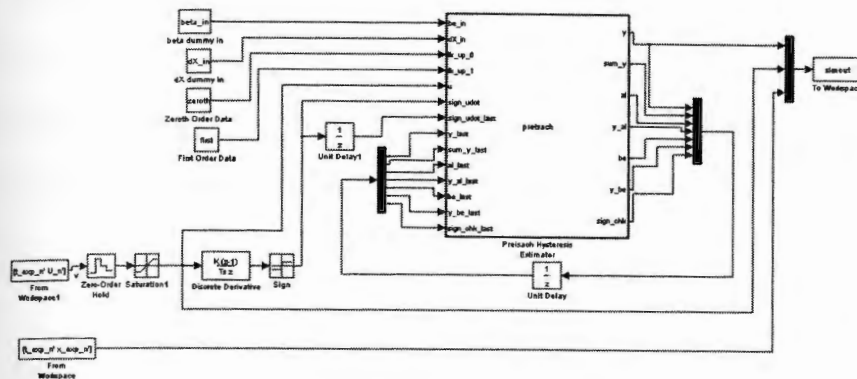 beta_in
beta dummy in
dX_in
dX dummy in
zeroth
Zeroth Order Data
first
First Order Data
be_in
dX_in
lk_up_0
lk_up_1
u
sign_udot
sign_udot_last
y_last
sum_y_last
al_last
y_al_last
be_last
y_be_last
sign_chk_last
preisach
y
sum_y
al
y_al
be
y_be
sign_chk
Preisach Hysteresis
Estimator
1
z
Unit Delay1
1
z
Unit Delay
simout
To Workspace
[t_exp_n' U_n']
From
Workspace1
Zero-Order
Hold
Saturation1
K (z-1)
Ts z
Discrete Derivative
Sign
[t_exp_n' x_exp_n']
From
Workspace